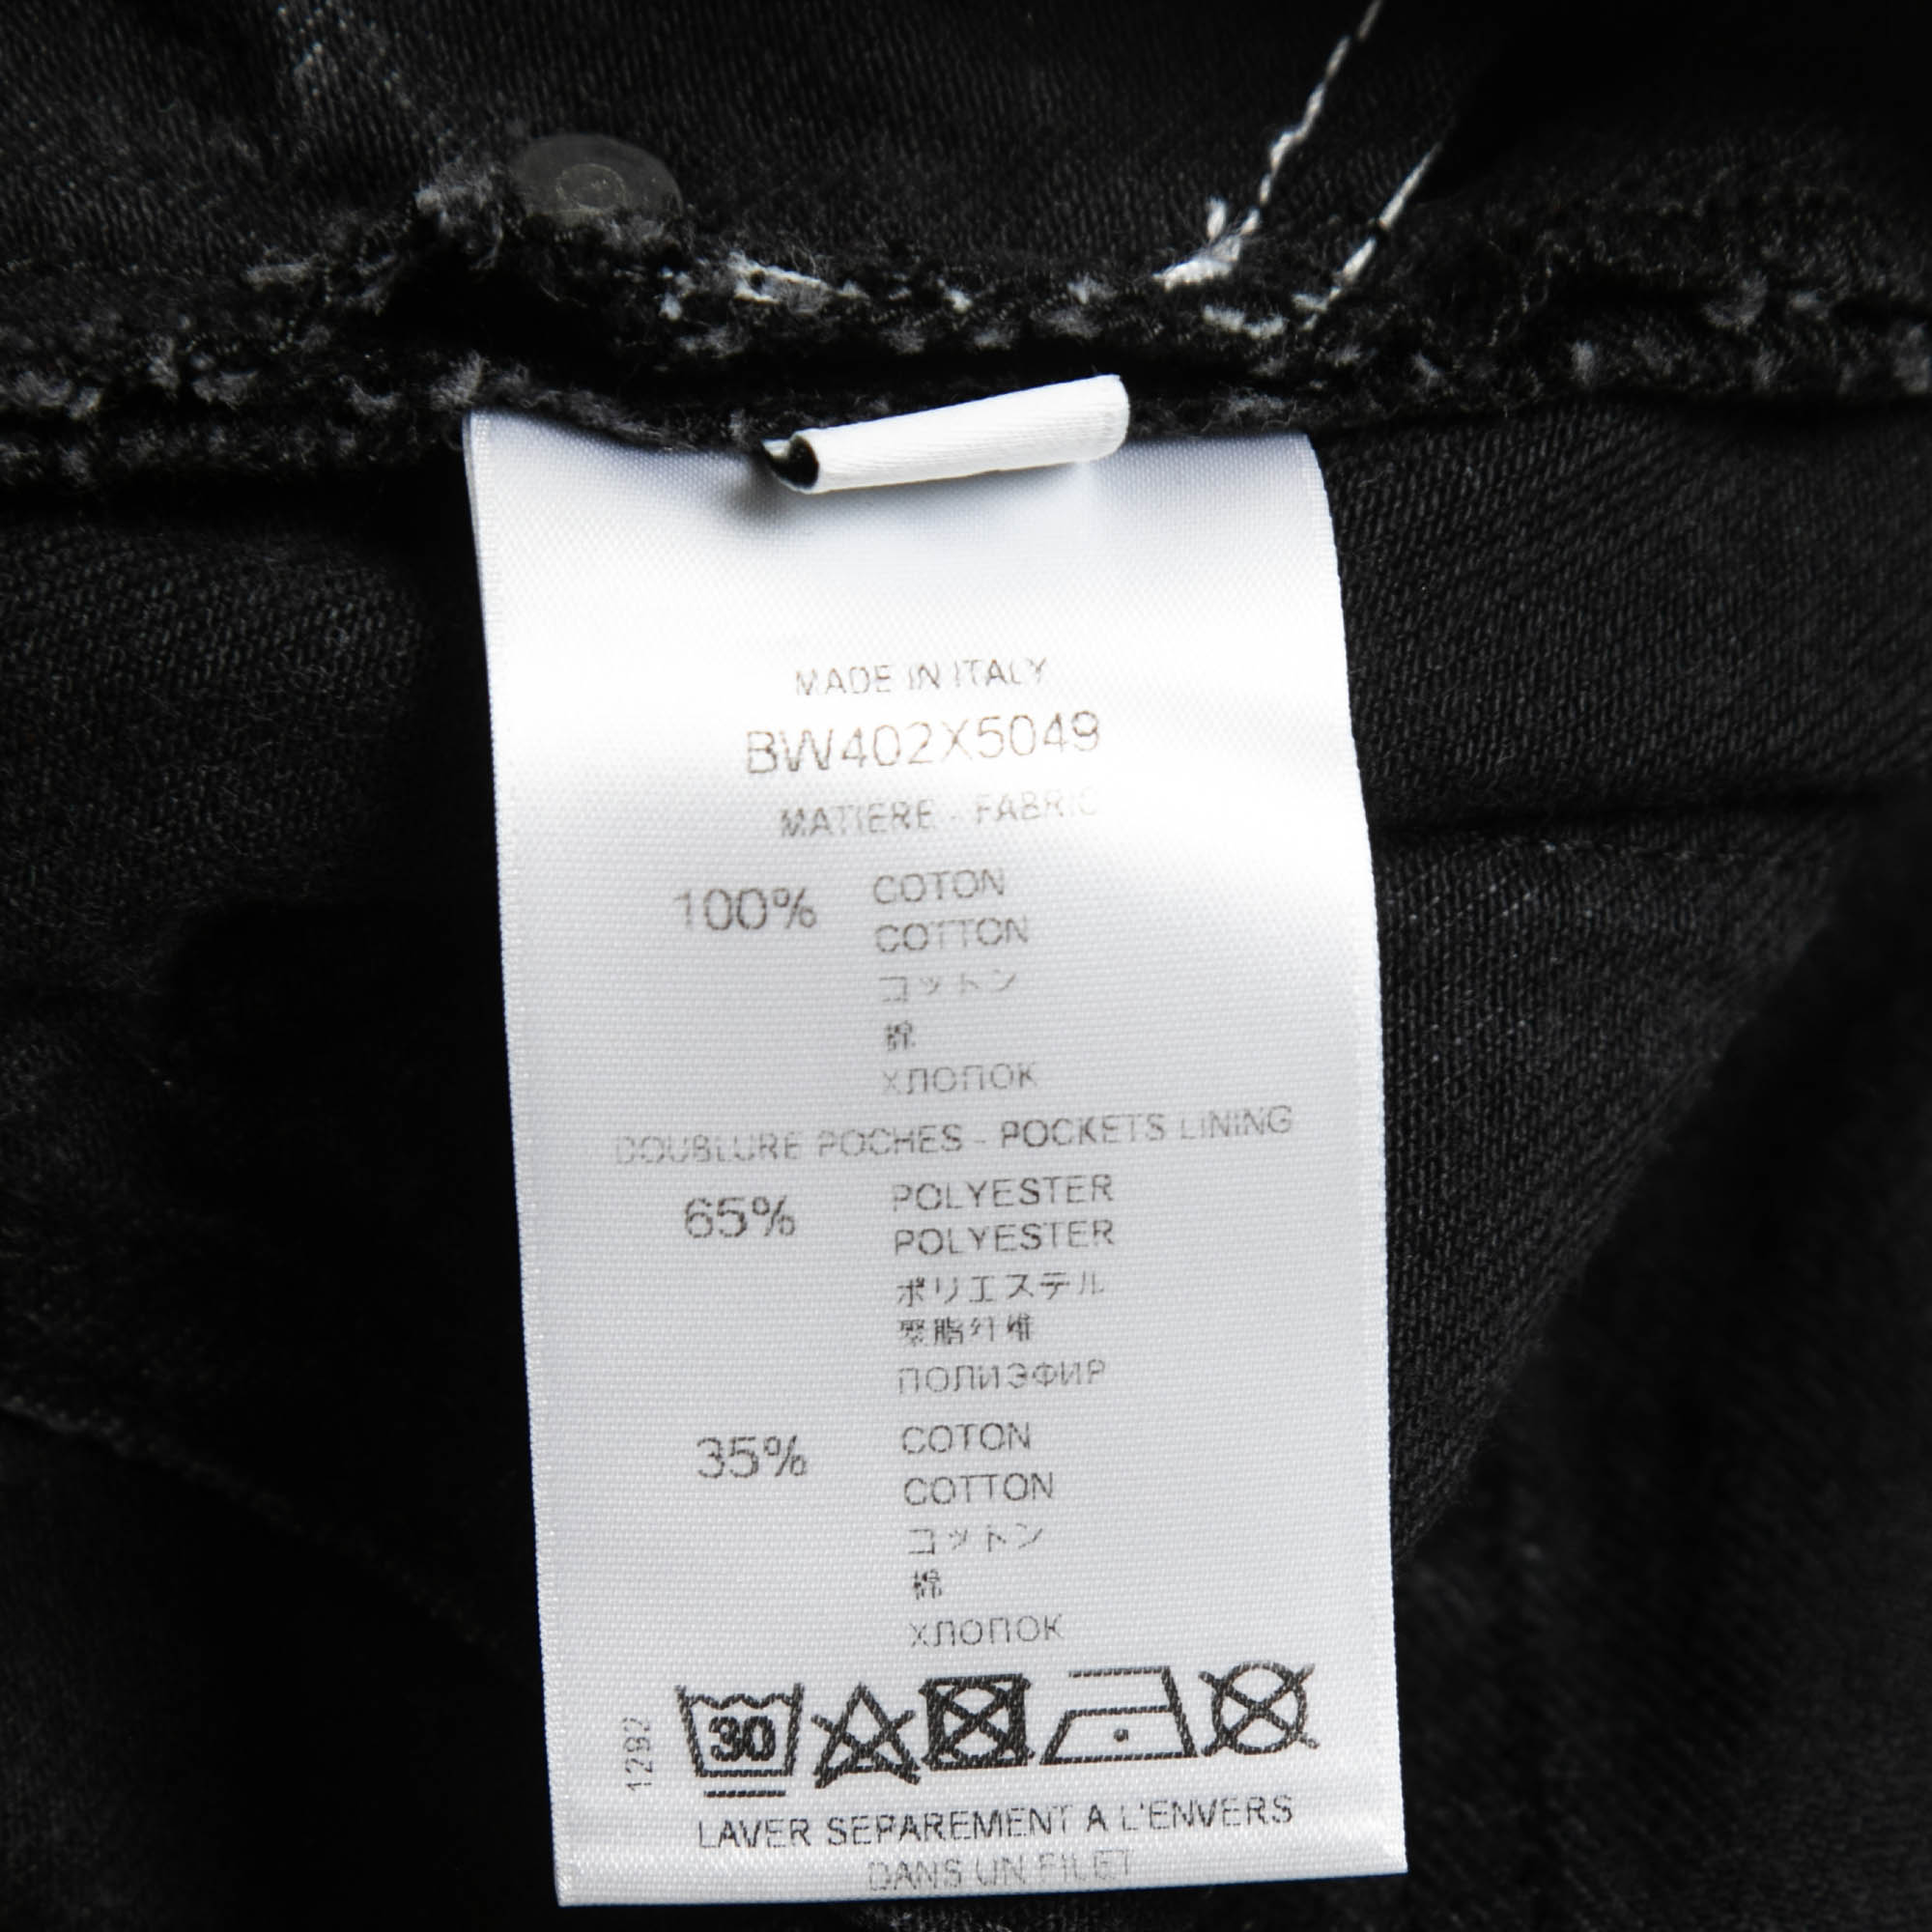 MADE IN ITALY
BW402X5049
MATIERE - FABRIC
100% COTON
COTTON
コットン
棉
ХЛОПОК
DOUBLURE POCHES - POCKETS LINING
65% POLYESTER
POLYESTER
ポリエステル
聚脂纤维
ПОЛИЭФИР
35% COTON
COTTON
コットン
棉
ХЛОПОК
1292
30
LAVER SEPAREMENT A L'ENVERS
DANS UN FILET